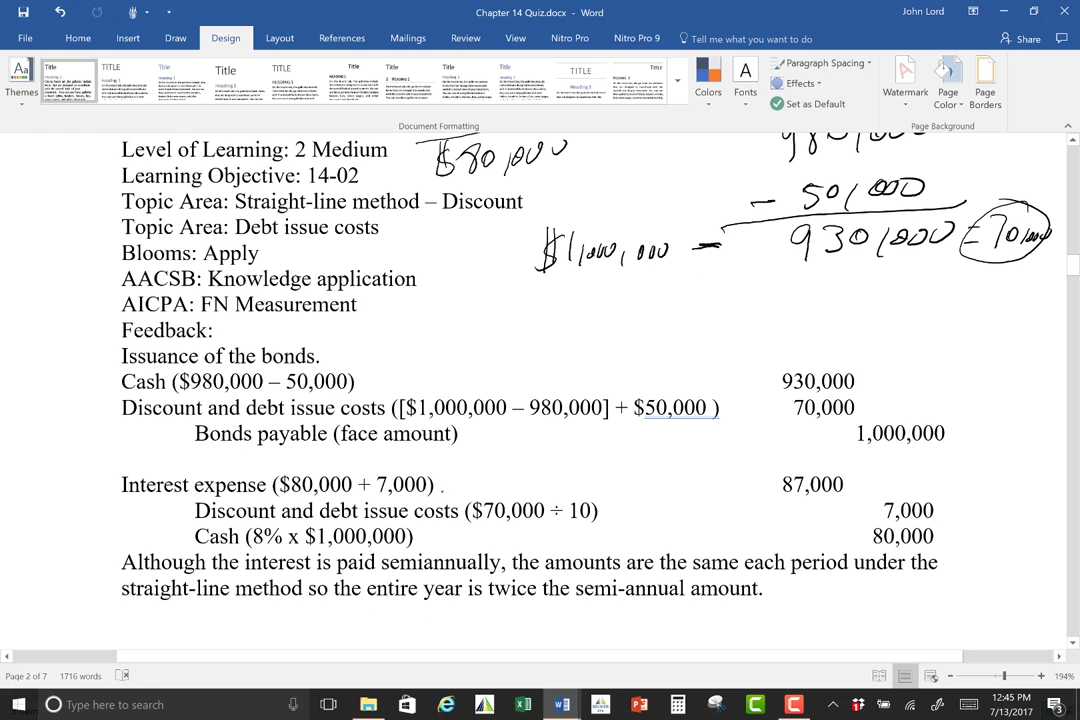 Chapter 14 Quiz.docx - Word
John Lord
File Home Insert Draw Design Layout References Mailings Review View Nitro Pro Nitro Pro 9 Tell me what you want to do Share
Themes
Title
TITLE
Title
Title
TITLE
TITLE
Title
Colors
Fonts
Paragraph Spacing
Effects
Set as Default
Watermark
Page Color
Page Borders
Document Formatting
Page Background
Level of Learning: 2 Medium
$80,000
980,000
Learning Objective: 14-02
- 50,000
Topic Area: Straight-line method – Discount
Topic Area: Debt issue costs
$1,000,000 - 930,000 = 70,000
Blooms: Apply
AACSB: Knowledge application
AICPA: FN Measurement
Feedback:
Issuance of the bonds.
Cash ($980,000 – 50,000) 930,000
Discount and debt issue costs ([$1,000,000 – 980,000] + $50,000 ) 70,000
Bonds payable (face amount) 1,000,000
Interest expense ($80,000 + 7,000) . 87,000
Discount and debt issue costs ($70,000 ÷ 10) 7,000
Cash (8% x $1,000,000) 80,000
Although the interest is paid semiannually, the amounts are the same each period under the
straight-line method so the entire year is twice the semi-annual amount.
Page 2 of 7 1716 words 194%
Type here to search
12:45 PM
7/13/2017